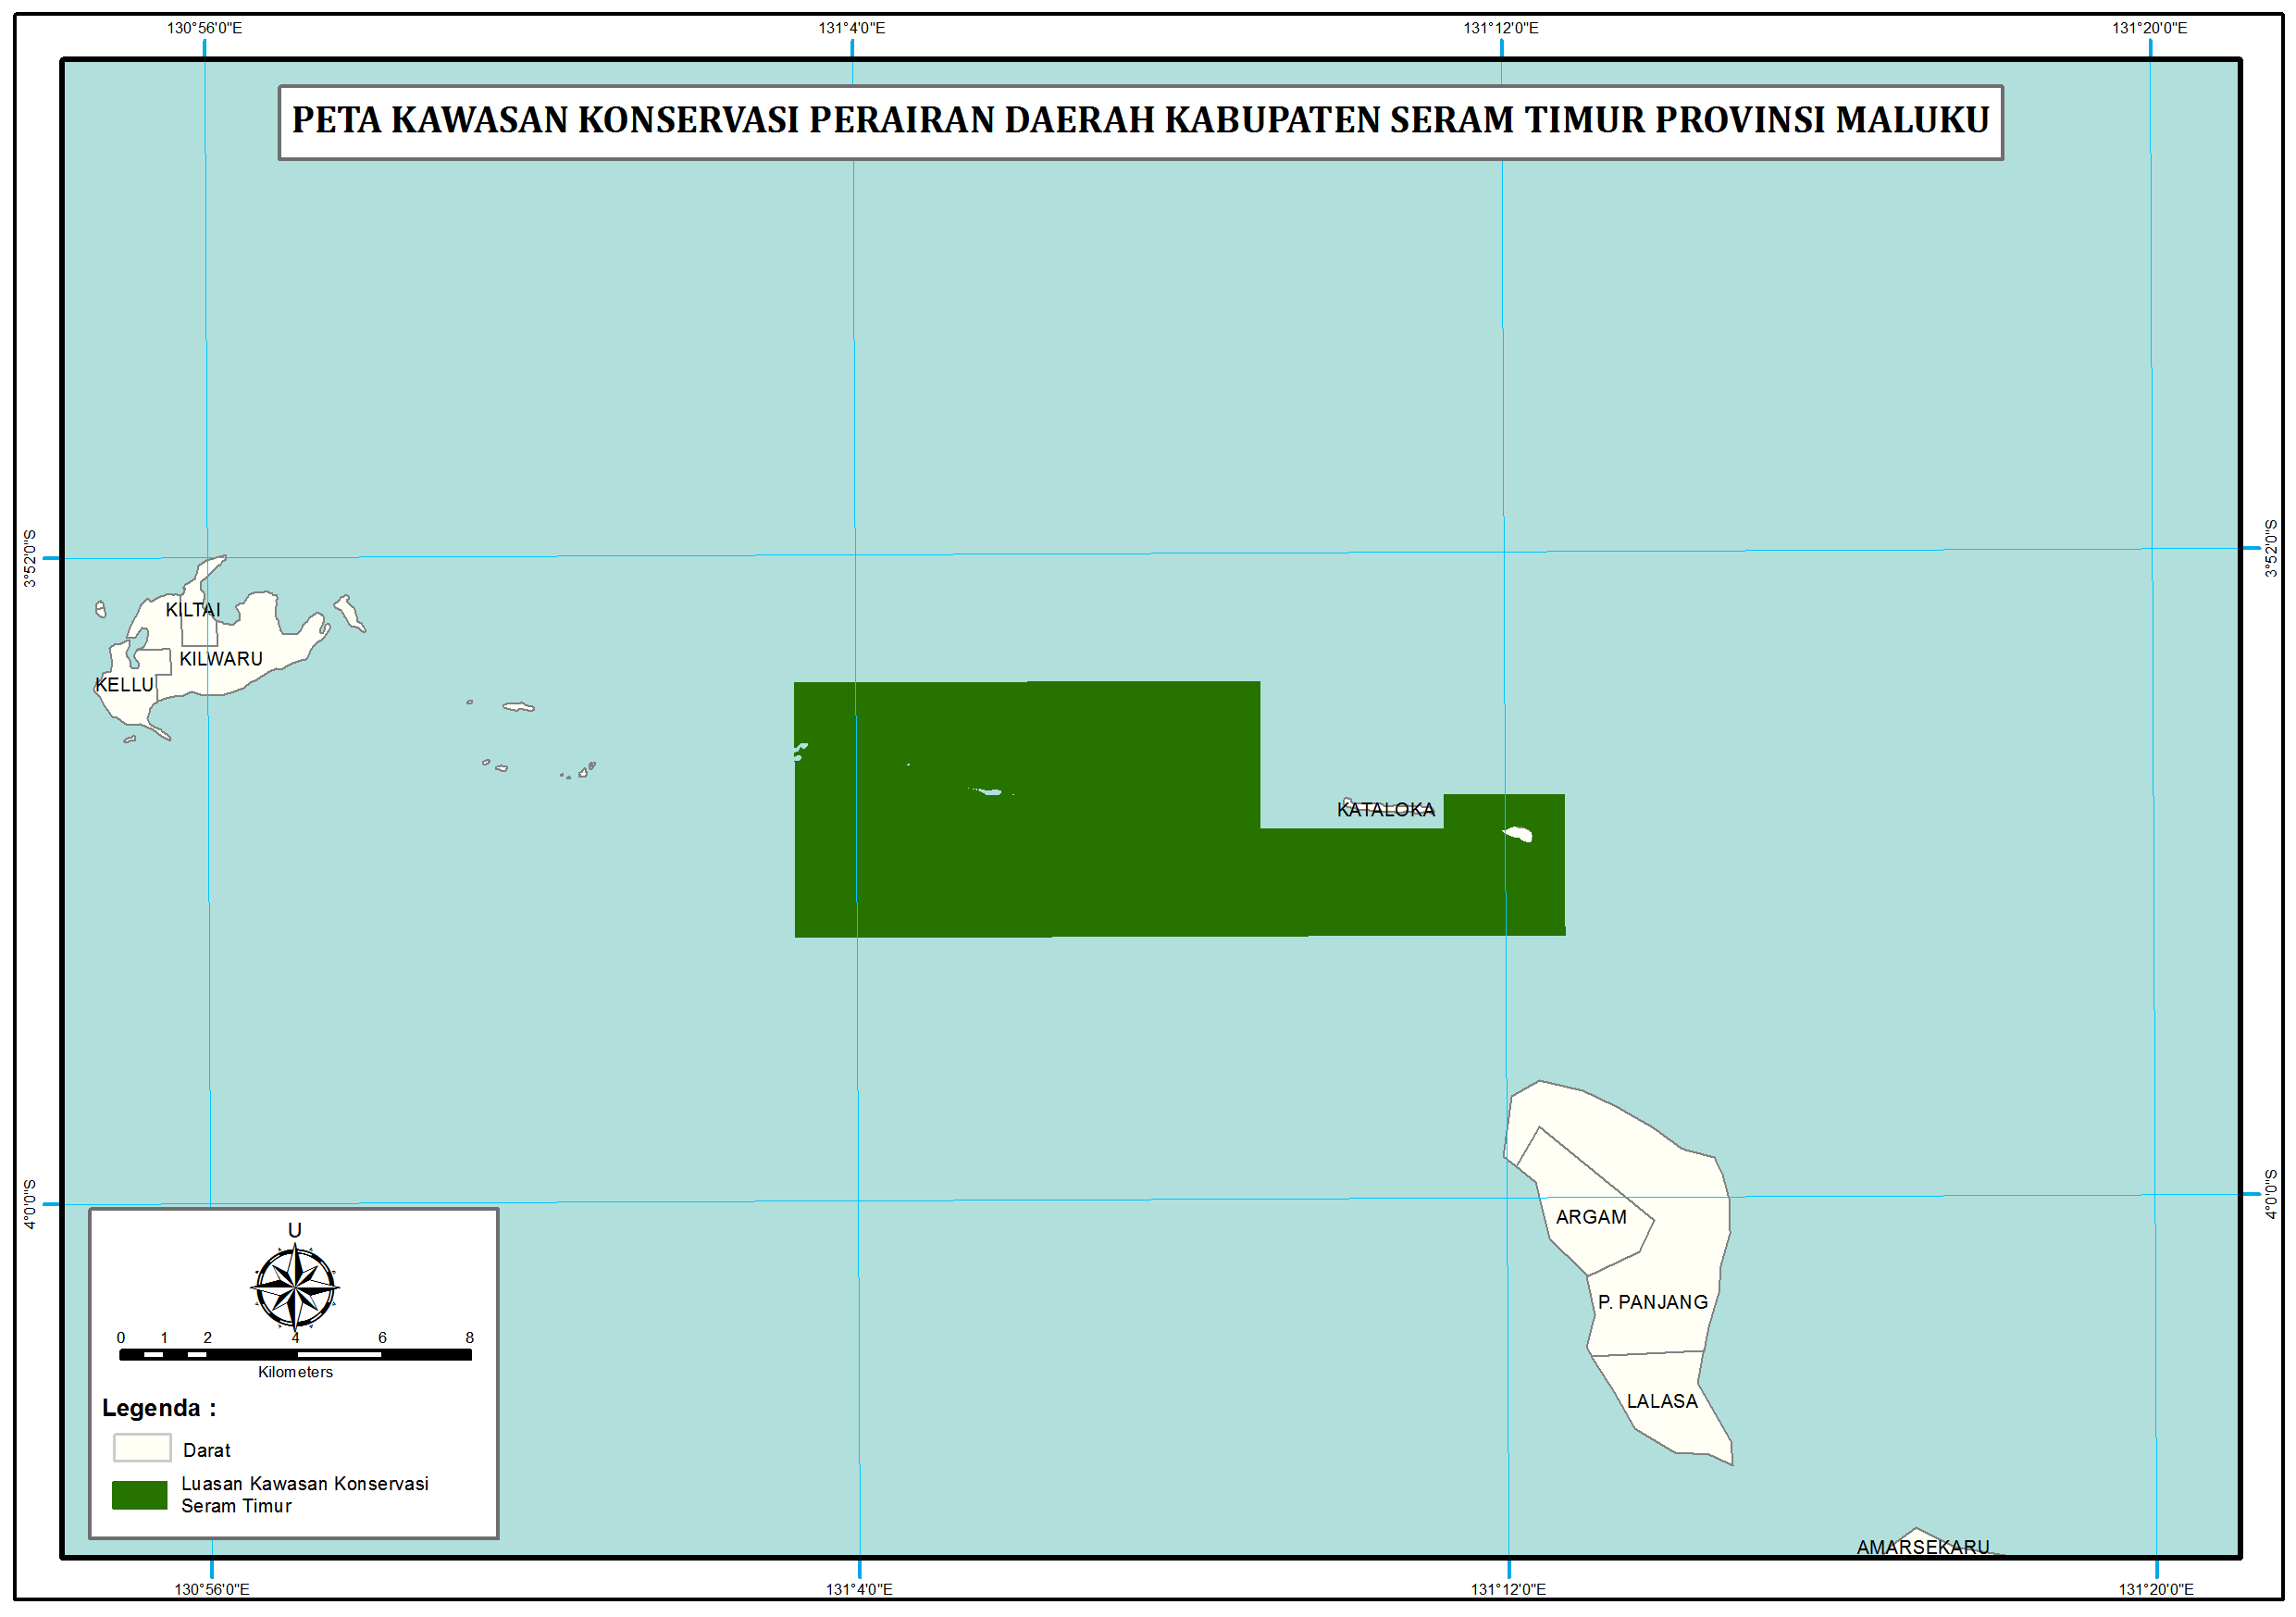 130°56'0"E 131°4'0"E 131°12'0"E 131°20'0"E
PETA KAWASAN KONSERVASI PERAIRAN DAERAH KABUPATEN SERAM TIMUR PROVINSI MALUKU
3°52'0"S 3°52'0"S
KILTAI
KILWARU
KELLU
KATALOKA
4°0'0"S 4°0'0"S
ARGAM
P. PANJANG
LALASA
AMARSEKARU
U
0 1 2 4 6 8
Kilometers
Legenda :
Darat
Luasan Kawasan Konservasi
Seram Timur
130°56'0"E 131°4'0"E 131°12'0"E 131°20'0"E